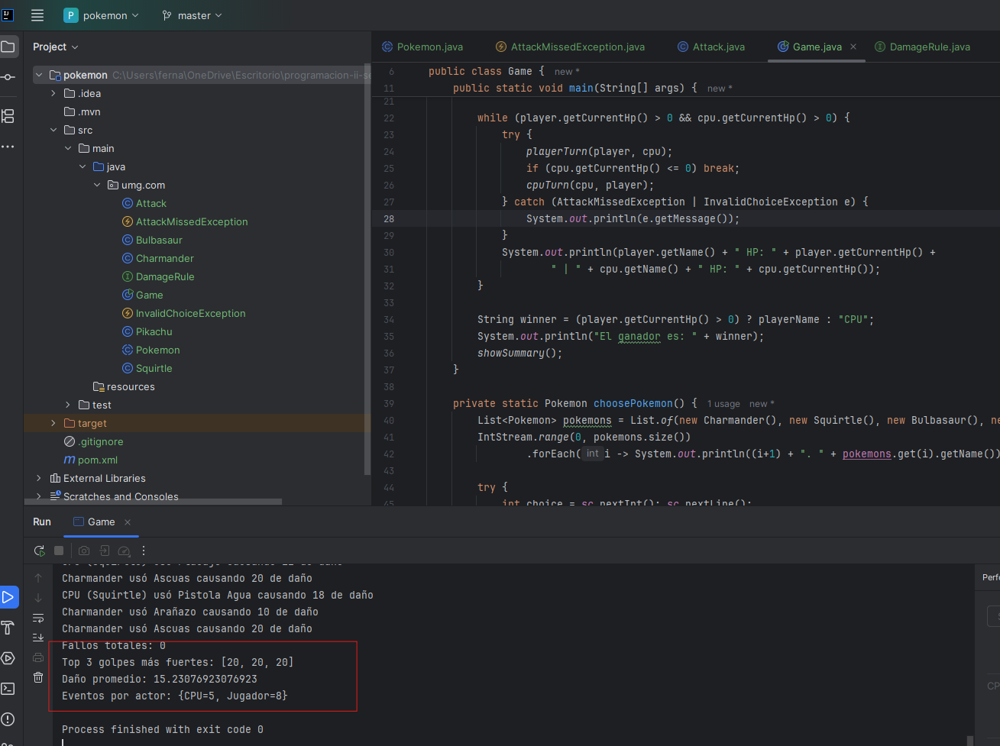 P pokemon master
Project
Pokemon.java AttackMissedException.java Attack.java Game.java DamageRule.java
pokemon C:\Users\ferna\OneDrive\Escritorio\programacion-ii-se
.idea
.mvn
src
main
java
umg.com
Attack
AttackMissedException
Bulbasaur
Charmander
DamageRule
Game
InvalidChoiceException
Pikachu
Pokemon
Squirtle
resources
test
target
.gitignore
m pom.xml
External Libraries
Scratches and Consoles
6 public class Game { new *
11 public static void main(String[] args) { new *
21
22 while (player.getCurrentHp() > 0 && cpu.getCurrentHp() > 0) {
23 try {
24 playerTurn(player, cpu);
25 if (cpu.getCurrentHp() <= 0) break;
26 cpuTurn(cpu, player);
27 } catch (AttackMissedException | InvalidChoiceException e) {
28 System.out.println(e.getMessage());
29 }
30 System.out.println(player.getName() + " HP: " + player.getCurrentHp() +
31 " | " + cpu.getName() + " HP: " + cpu.getCurrentHp());
32 }
33
34 String winner = (player.getCurrentHp() > 0) ? playerName : "CPU";
35 System.out.println("El ganador es: " + winner);
36 showSummary();
37 }
38
39 private static Pokemon choosePokemon() { 1 usage new *
40 List<Pokemon> pokemons = List.of(new Charmander(), new Squirtle(), new Bulbasaur(), ne
41 IntStream.range(0, pokemons.size())
42 .forEach( int i -> System.out.println((i+1) + ". " + pokemons.get(i).getName())
43
44 try {
45 int choice = sc.nextInt(); sc.nextLine();
Run Game
Charmander usó Ascuas causando 20 de daño
CPU (Squirtle) usó Pistola Agua causando 18 de daño
Charmander usó Arañazo causando 10 de daño
Charmander usó Ascuas causando 20 de daño
Fallos totales: 0
Top 3 golpes más fuertes: [20, 20, 20]
Daño promedio: 15.23076923076923
Eventos por actor: {CPU=5, Jugador=8}
Process finished with exit code 0
Perf
CP